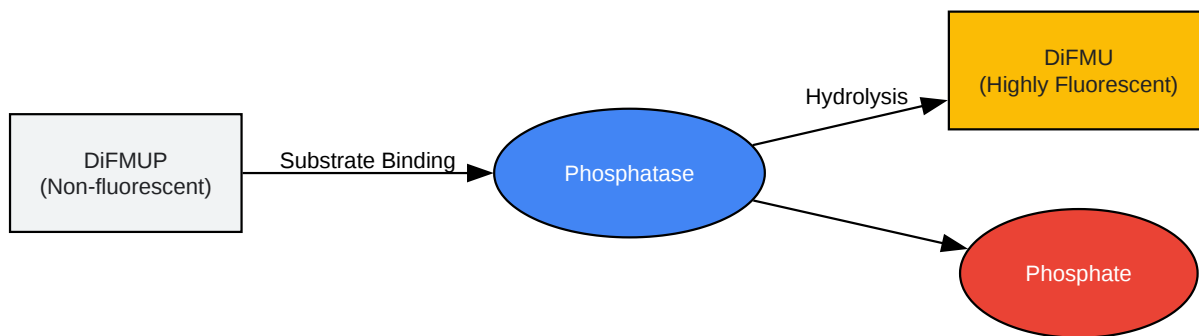 DiFMUP
(Non-fluorescent)
Substrate Binding
Phosphatase
Hydrolysis
DiFMU
(Highly Fluorescent)
Phosphate